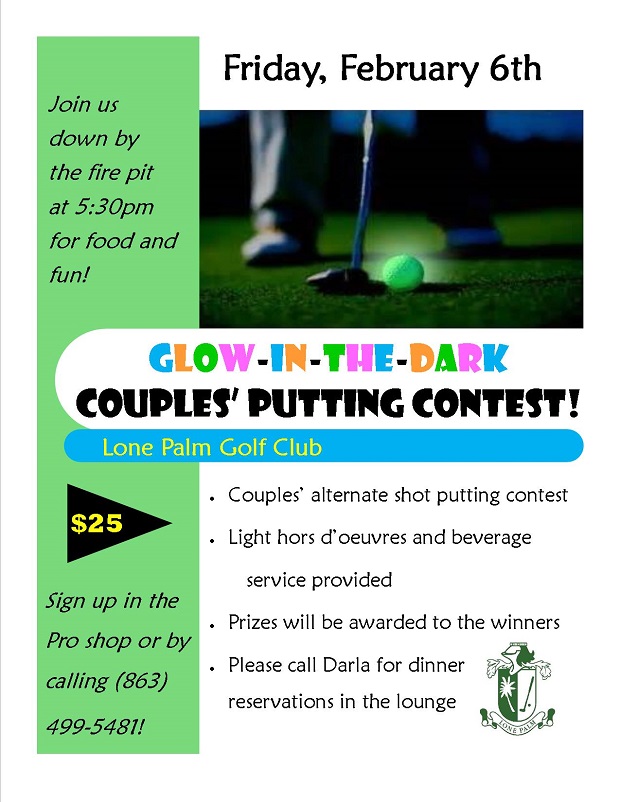 Friday, February 6th
Join us
down by
the fire pit
at 5:30pm
for food and
fun!
GLOW-IN-THE-DARK
COUPLES' PUTTING CONTEST!
Lone Palm Golf Club
$25
Sign up in the
Pro shop or by
calling (863)
499-5481!
• Couples' alternate shot putting contest
• Light hors d'oeuvres and beverage
service provided
• Prizes will be awarded to the winners
• Please call Darla for dinner
reservations in the lounge
LONE PALM